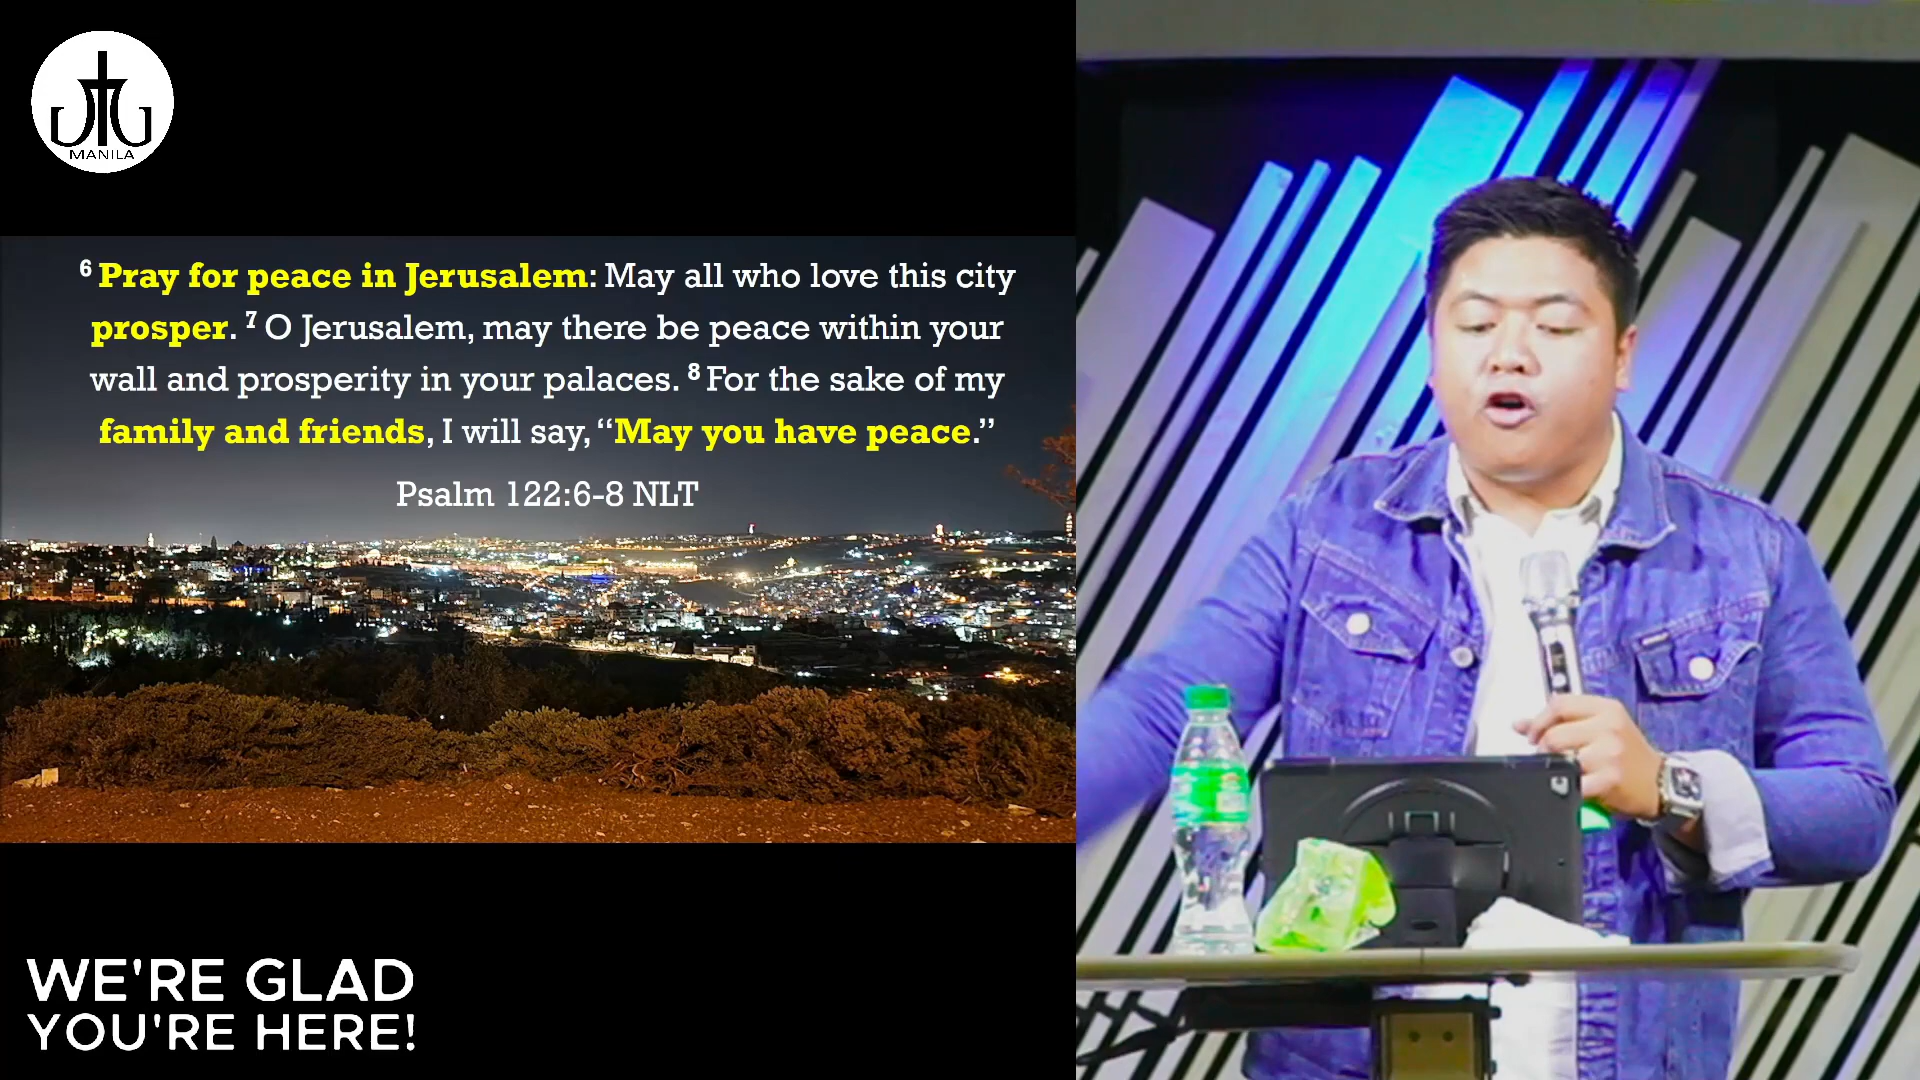 JTG
MANILA
6 Pray for peace in Jerusalem: May all who love this city
prosper. 7 O Jerusalem, may there be peace within your
wall and prosperity in your palaces. 8 For the sake of my
family and friends, I will say, “May you have peace.”
Psalm 122:6-8 NLT
WE'RE GLAD
YOU'RE HERE!